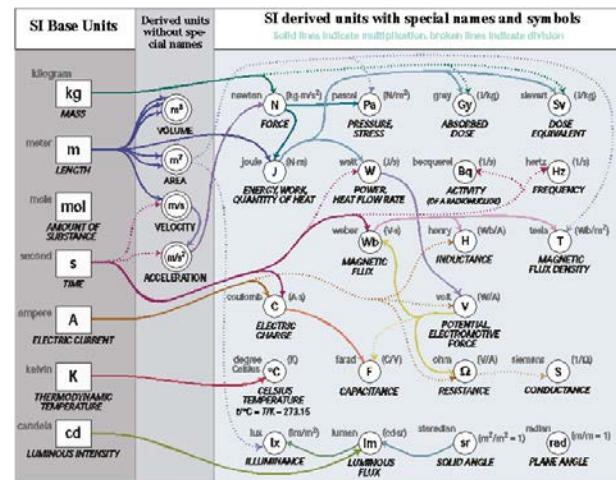 SI Base Units
Derived units
without spe-
cial names
SI derived units with special names and symbols
Solid lines indicate multiplication, broken lines indicate division
kilogram
kg
MASS
m³
VOLUME
newton
N
(kg·m/s²)
FORCE
pascal
Pa
(N/m²)
PRESSURE,
STRESS
gray
Gy
(J/kg)
ABSORBED
DOSE
sievert
Sv
(J/kg)
DOSE
EQUIVALENT
meter
m
LENGTH
m²
AREA
joule
J
(N·m)
ENERGY, WORK,
QUANTITY OF HEAT
watt
W
(J/s)
POWER,
HEAT FLOW RATE
becquerel
Bq
(1/s)
ACTIVITY
(OF A RADIONUCLIDE)
hertz
Hz
(1/s)
FREQUENCY
mole
mol
AMOUNT OF
SUBSTANCE
m/s
VELOCITY
second
s
TIME
m/s²
ACCELERATION
weber
Wb
(V·s)
MAGNETIC
FLUX
henry
H
(Wb/A)
INDUCTANCE
tesla
T
(Wb/m²)
MAGNETIC
FLUX DENSITY
ampere
A
ELECTRIC CURRENT
coulomb
C
(A·s)
ELECTRIC
CHARGE
volt
V
(W/A)
POTENTIAL,
ELECTROMOTIVE
FORCE
kelvin
K
THERMODYNAMIC
TEMPERATURE
degree
Celsius
°C
(K)
CELSIUS
TEMPERATURE
t/°C = T/K − 273.15
farad
F
(C/V)
CAPACITANCE
ohm
Ω
(V/A)
RESISTANCE
siemens
S
(1/Ω)
CONDUCTANCE
candela
cd
LUMINOUS INTENSITY
lux
lx
(lm/m²)
ILLUMINANCE
lumen
lm
(cd·sr)
LUMINOUS
FLUX
steradian
sr
(m²/m² = 1)
SOLID ANGLE
radian
rad
(m/m = 1)
PLANE ANGLE